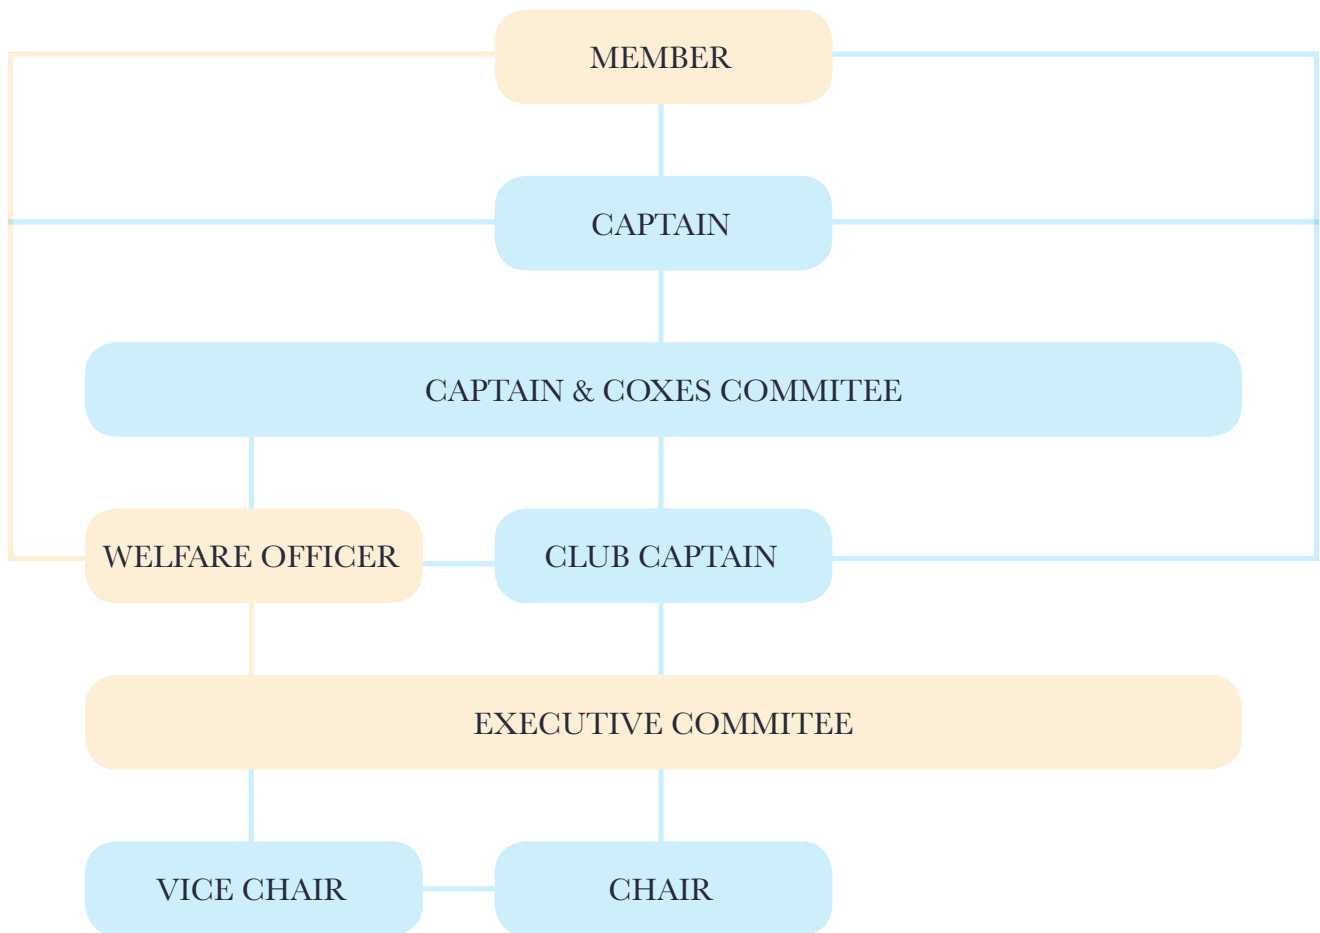 MEMBER
CAPTAIN
CAPTAIN & COXES COMMITEE
WELFARE OFFICER
CLUB CAPTAIN
EXECUTIVE COMMITEE
VICE CHAIR
CHAIR